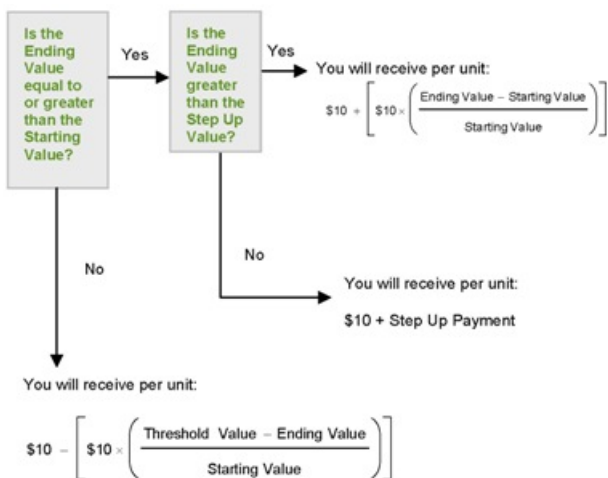 Is the
Ending
Value
equal to
or greater
than the
Starting
Value?
Yes
Is the
Ending
Value
greater
than the
Step Up
Value?
Yes
You will receive per unit:
$10 + [ $10 × ( Ending Value – Starting Value
Starting Value ) ]
No
No
You will receive per unit:
$10 + Step Up Payment
You will receive per unit:
$10 – [ $10 × ( Threshold Value – Ending Value
Starting Value ) ]